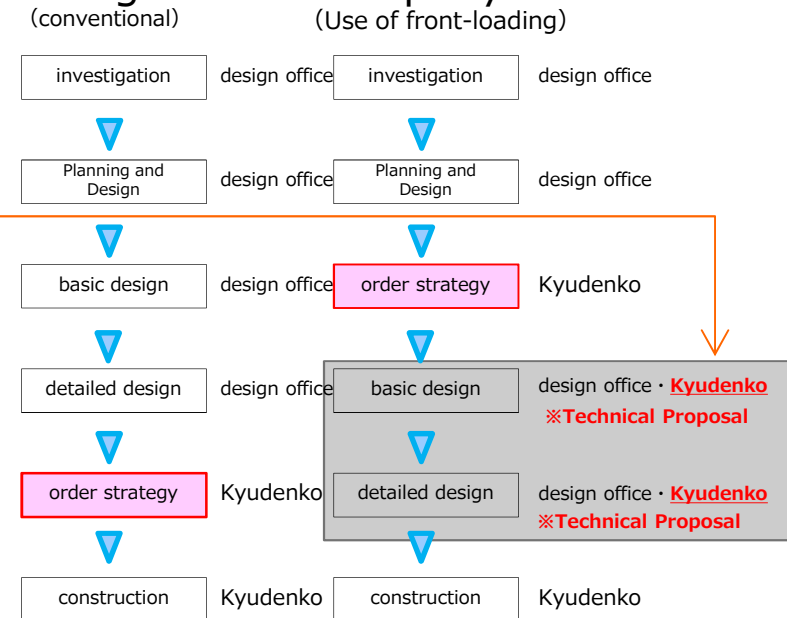 （conventional）
（Use of front-loading）
investigation design office investigation design office
Planning and Design design office Planning and Design design office
basic design design office order strategy Kyudenko
detailed design design office basic design design office・Kyudenko
※Technical Proposal
order strategy Kyudenko detailed design design office・Kyudenko
※Technical Proposal
construction Kyudenko construction Kyudenko